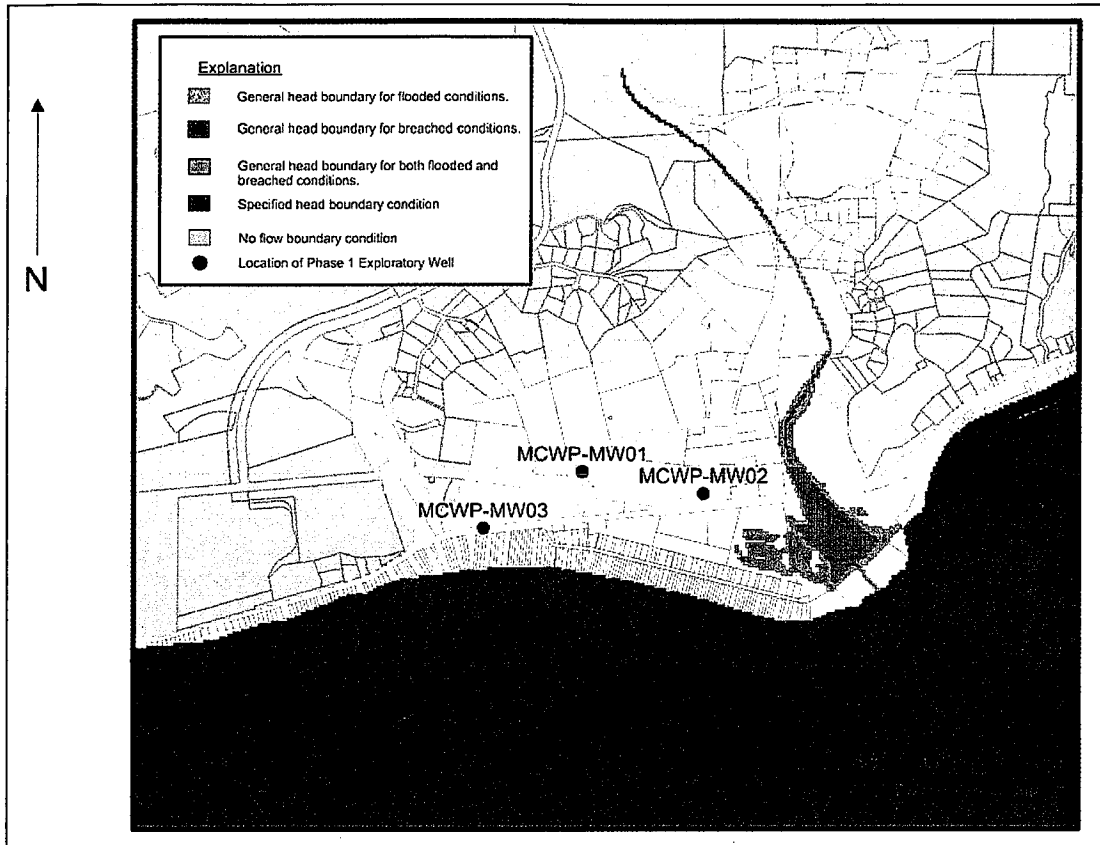 Explanation
General head boundary for flooded conditions.
General head boundary for breached conditions.
General head boundary for both flooded and
breached conditions.
Specified head boundary condition
No flow boundary condition
Location of Phase 1 Exploratory Well
N
MCWP-MW01
MCWP-MW02
MCWP-MW03